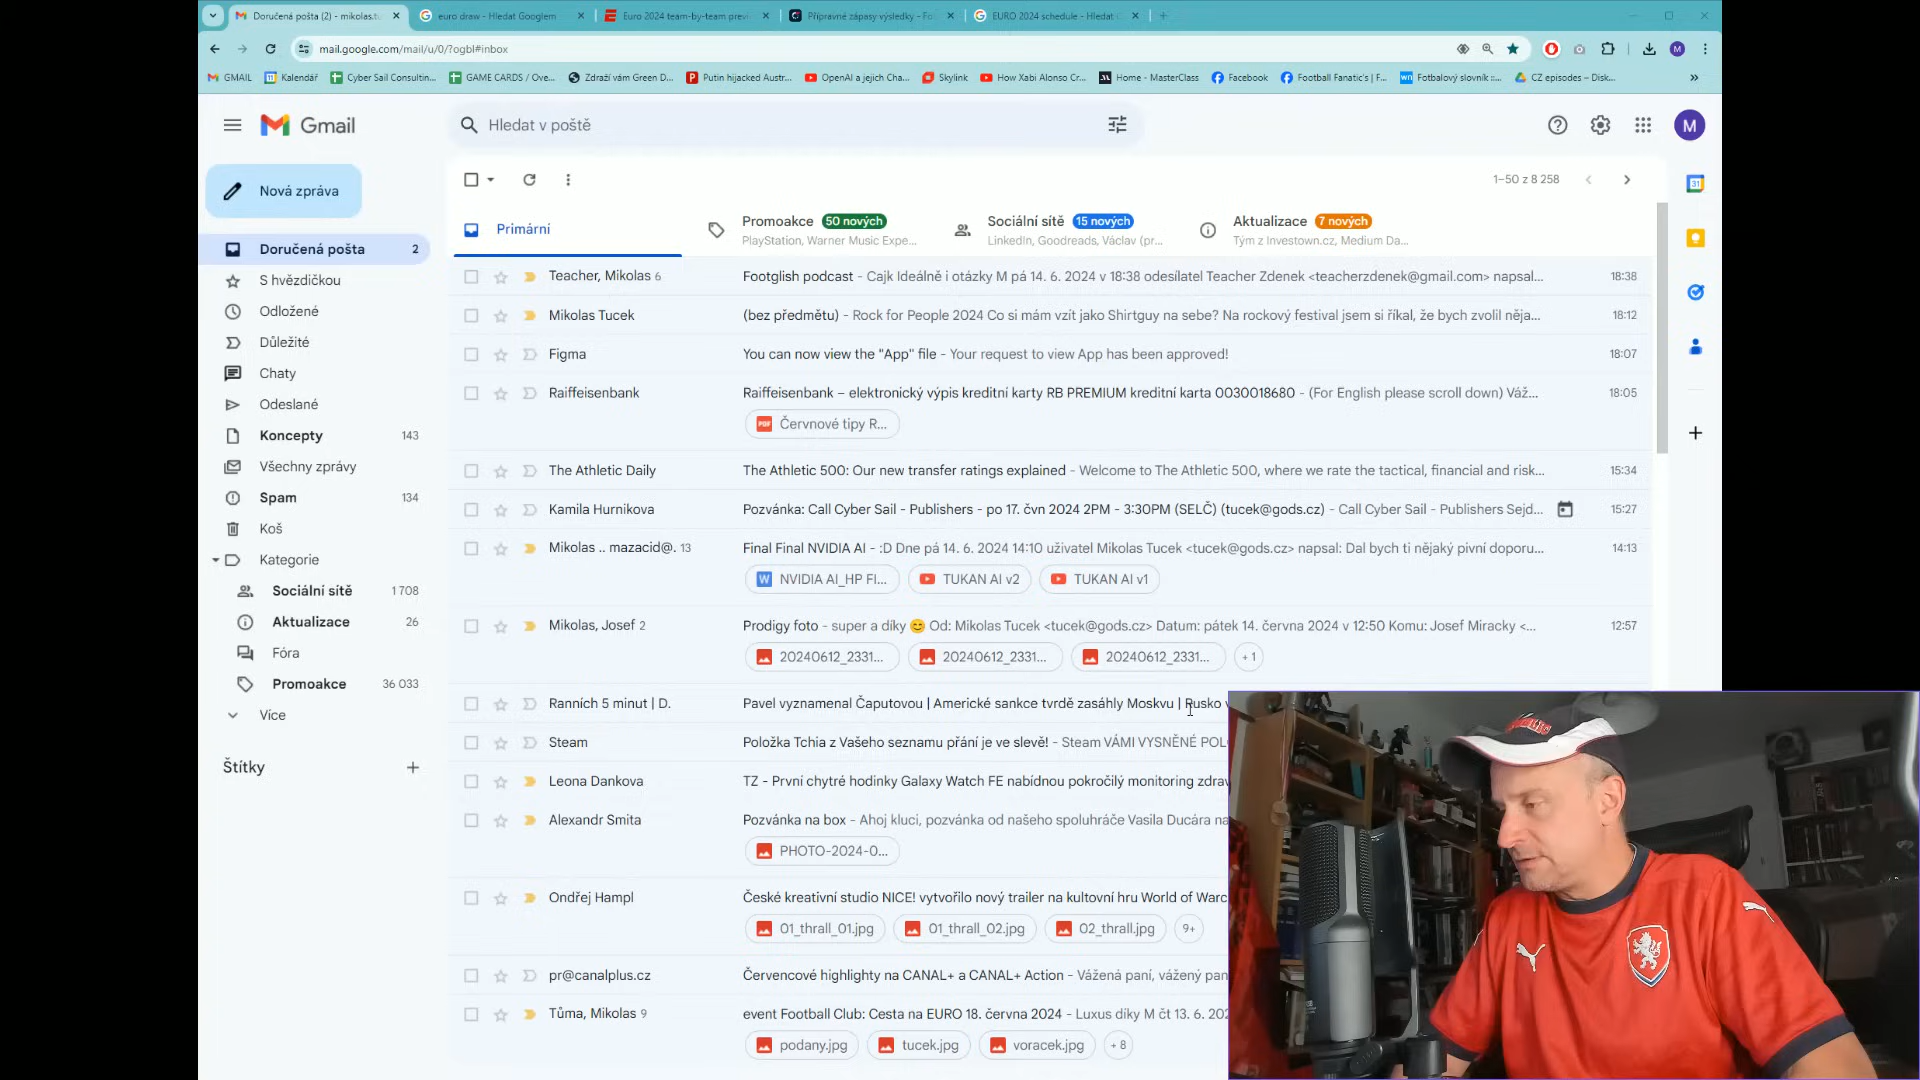 Doručená pošta (2) - mikolas.tu
euro draw - Hledat Googlem
Euro 2024 team-by-team previ
Přípravné zápasy výsledky - Fo
EURO 2024 schedule - Hledat
mail.google.com/mail/u/0/?ogbl#inbox
M
GMAIL
Kalendář
Cyber Sail Consultin...
GAME CARDS / Ove...
Zdraží vám Green D...
Putin hijacked Austr...
OpenAI a jejich Cha...
Skylink
How Xabi Alonso Cr...
Home - MasterClass
Facebook
Football Fanatic's | F...
Fotbalový slovník ::...
CZ episodes – Disk...
Gmail
Hledat v poště
M
Nová zpráva
1–50 z 8 258
Primární
Promoakce 50 nových
PlayStation, Warner Music Expe...
Sociální sítě 15 nových
LinkedIn, Goodreads, Václav (pr...
Aktualizace 7 nových
Tým z Investown.cz, Medium Da...
Doručená pošta 2
S hvězdičkou
Odložené
Důležité
Chaty
Odeslané
Koncepty 143
Všechny zprávy
Spam 134
Koš
Kategorie
Sociální sítě 1 708
Aktualizace 26
Fóra
Promoakce 36 033
Více
Štítky
Teacher, Mikolas 6 Footglish podcast - Cajk Ideálně i otázky M pá 14. 6. 2024 v 18:38 odesílatel Teacher Zdenek <teacherzdenek@gmail.com> napsal... 18:38
Mikolas Tucek (bez předmětu) - Rock for People 2024 Co si mám vzít jako Shirtguy na sebe? Na rockový festival jsem si říkal, že bych zvolil něja... 18:12
Figma You can now view the "App" file - Your request to view App has been approved! 18:07
Raiffeisenbank Raiffeisenbank – elektronický výpis kreditní karty RB PREMIUM kreditní karta 0030018680 - (For English please scroll down) Váž... 18:05
PDF Červnové tipy R...
The Athletic Daily The Athletic 500: Our new transfer ratings explained - Welcome to The Athletic 500, where we rate the tactical, financial and risk... 15:34
Kamila Hurnikova Pozvánka: Call Cyber Sail - Publishers - po 17. čvn 2024 2PM - 3:30PM (SELČ) (tucek@gods.cz) - Call Cyber Sail - Publishers Sejd... 15:27
Mikolas .. mazacid@. 13 Final Final NVIDIA AI - :D Dne pá 14. 6. 2024 14:10 uživatel Mikolas Tucek <tucek@gods.cz> napsal: Dal bych ti nějaký pivní doporu... 14:13
W NVIDIA AI_HP FI... TUKAN AI v2 TUKAN AI v1
Mikolas, Josef 2 Prodigy foto - super a díky 😊 Od: Mikolas Tucek <tucek@gods.cz> Datum: pátek 14. června 2024 v 12:50 Komu: Josef Miracky <... 12:57
20240612_2331... 20240612_2331... 20240612_2331... + 1
Ranních 5 minut | D. Pavel vyznamenal Čaputovou | Americké sankce tvrdě zasáhly Moskvu | Rusko v
Steam Položka Tchia z Vašeho seznamu přání je ve slevě! - Steam VÁMI VYSNĚNÉ POL
Leona Dankova TZ - První chytré hodinky Galaxy Watch FE nabídnou pokročilý monitoring zdrav
Alexandr Smita Pozvánka na box - Ahoj kluci, pozvánka od našeho spoluhráče Vasila Ducára na
PHOTO-2024-0...
Ondřej Hampl České kreativní studio NICE! vytvořilo nový trailer na kultovní hru World of Warc
01_thrall_01.jpg 01_thrall_02.jpg 02_thrall.jpg 9+
pr@canalplus.cz Červencové highlighty na CANAL+ a CANAL+ Action - Vážená paní, vážený pan
Tůma, Mikolas 9 event Football Club: Cesta na EURO 18. června 2024 - Luxus díky M čt 13. 6. 202
podany.jpg tucek.jpg voracek.jpg + 8